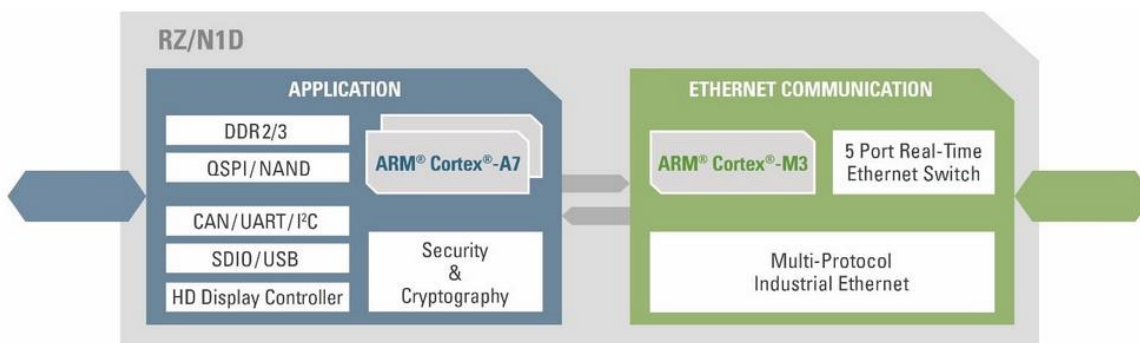 RZ/N1D
APPLICATION
DDR2/3
QSPI/NAND
CAN/UART/I²C
SDIO/USB
HD Display Controller
ARM® Cortex®-A7
Security
&
Cryptography
ETHERNET COMMUNICATION
ARM® Cortex®-M3
5 Port Real-Time
Ethernet Switch
Multi-Protocol
Industrial Ethernet